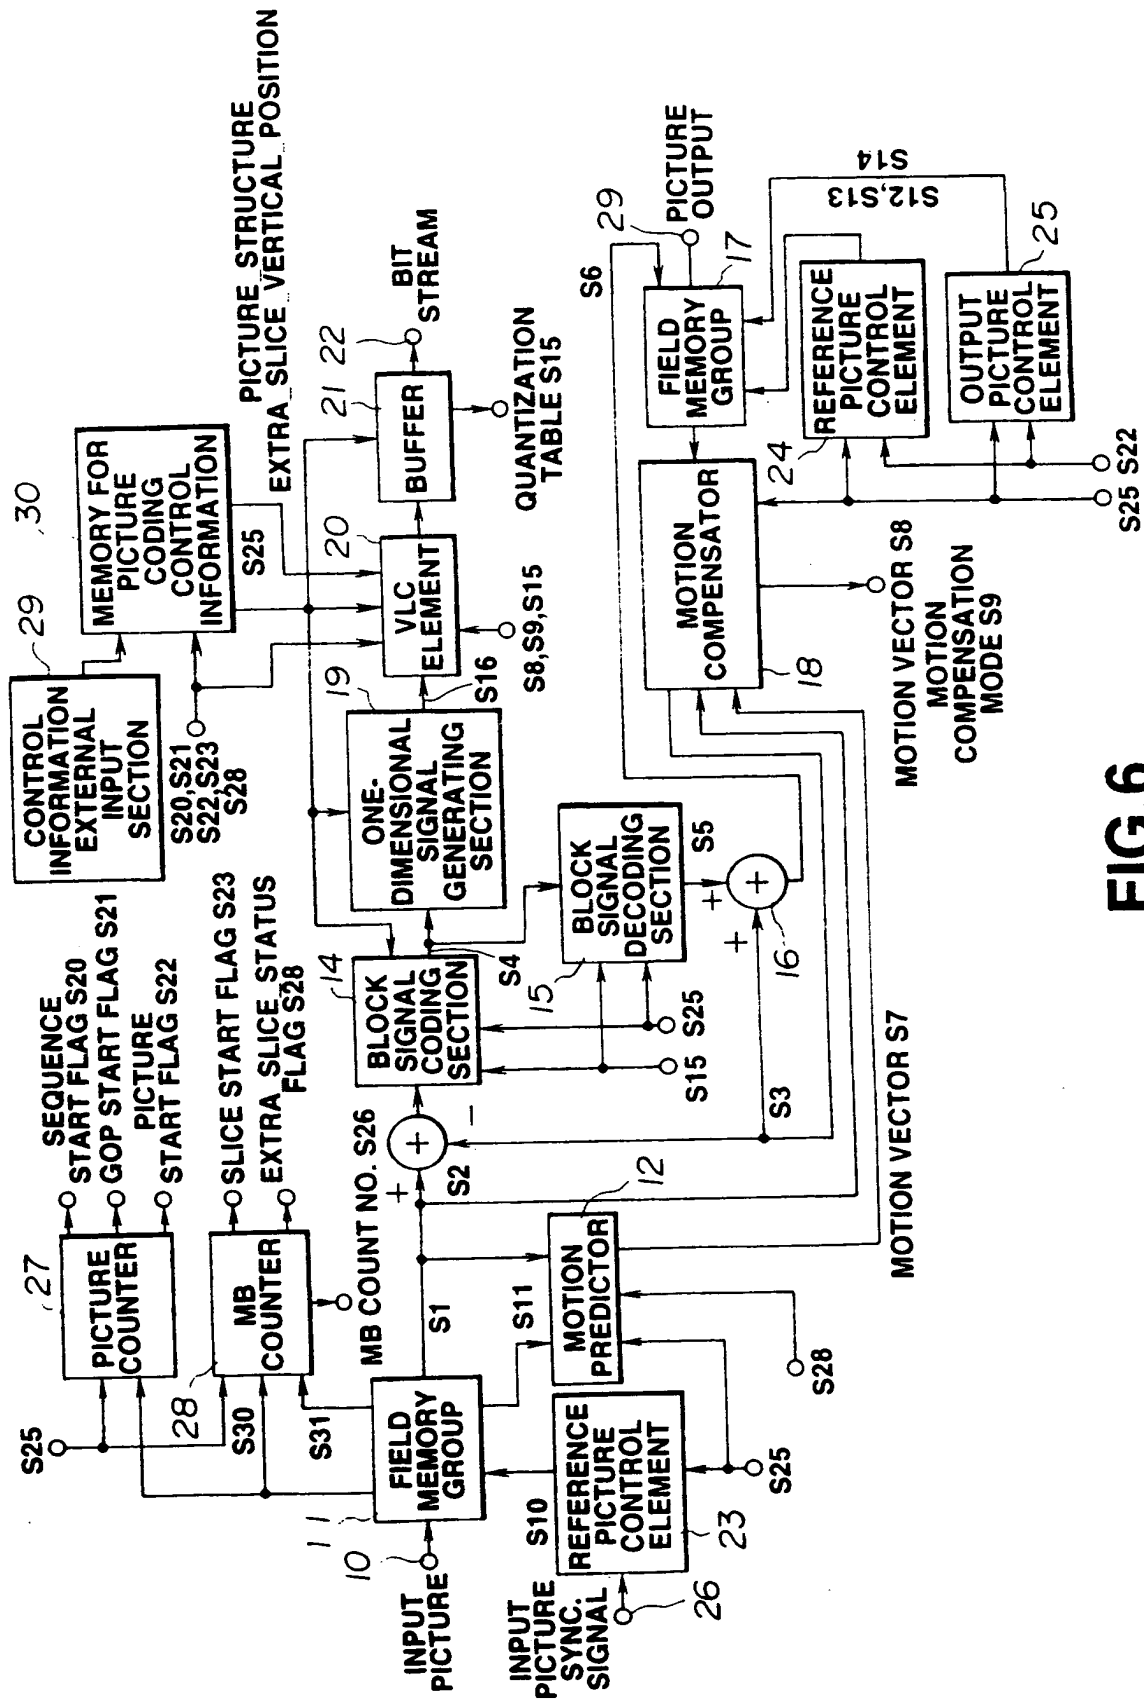 30
29
CONTROL
INFORMATION
EXTERNAL
INPUT
SECTION
MEMORY FOR
PICTURE
CODING
CONTROL
INFORMATION
S20,S21
S22,S23
S28
S25
PICTURE STRUCTURE
EXTRA_SLICE_VERTICAL_POSITION
27
S25
PICTURE
COUNTER
SEQUENCE
START FLAG S20
GOP START FLAG S21
PICTURE
START FLAG S22
28
S30
S31
MB
COUNTER
SLICE START FLAG S23
EXTRA_SLICE_STATUS
FLAG S28
MB COUNT NO. S26
19
ONE-
DIMENSIONAL
SIGNAL
GENERATING
SECTION
S16
20
VLC
ELEMENT
S8,S9,S15
21
BUFFER
22
BIT
STREAM
QUANTIZATION
TABLE S15
INPUT
PICTURE
10
11
FIELD
MEMORY
GROUP
S1
S2
+
+
−
14
BLOCK
SIGNAL
CODING
SECTION
S4
S15
S25
15
BLOCK
SIGNAL
DECODING
SECTION
S5
+
+
+
16
S3
S6
29
PICTURE
OUTPUT
17
FIELD
MEMORY
GROUP
S11
12
MOTION
PREDICTOR
MOTION
COMPENSATOR
18
S12,S13
S14
INPUT
PICTURE
SYNC.
SIGNAL
26
S10
REFERENCE
PICTURE
CONTROL
ELEMENT
23
S25
S28
MOTION VECTOR S7
MOTION VECTOR S8
MOTION
COMPENSATION
MODE S9
24
REFERENCE
PICTURE
CONTROL
ELEMENT
25
OUTPUT
PICTURE
CONTROL
ELEMENT
S25
S22
FIG.6